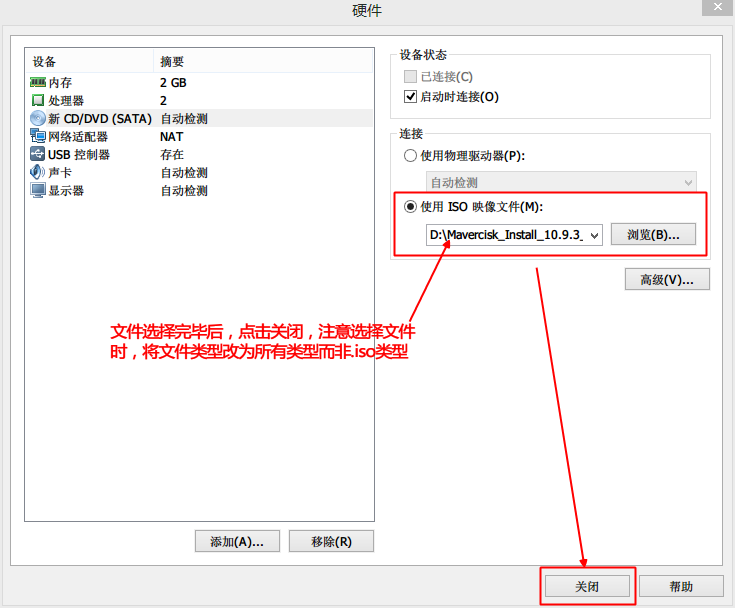 硬件
设备 摘要
内存 2 GB
处理器 2
新 CD/DVD (SATA) 自动检测
网络适配器 NAT
USB 控制器 存在
声卡 自动检测
显示器 自动检测
添加(A)... 移除(R)
设备状态
已连接(C)
启动时连接(O)
连接
使用物理驱动器(P):
自动检测
使用 ISO 映像文件(M):
D:\Mavercisk_Install_10.9.3_ 浏览(B)...
高级(V)...
文件选择完毕后，点击关闭，注意选择文件
时，将文件类型改为所有类型而非.iso类型
关闭 帮助